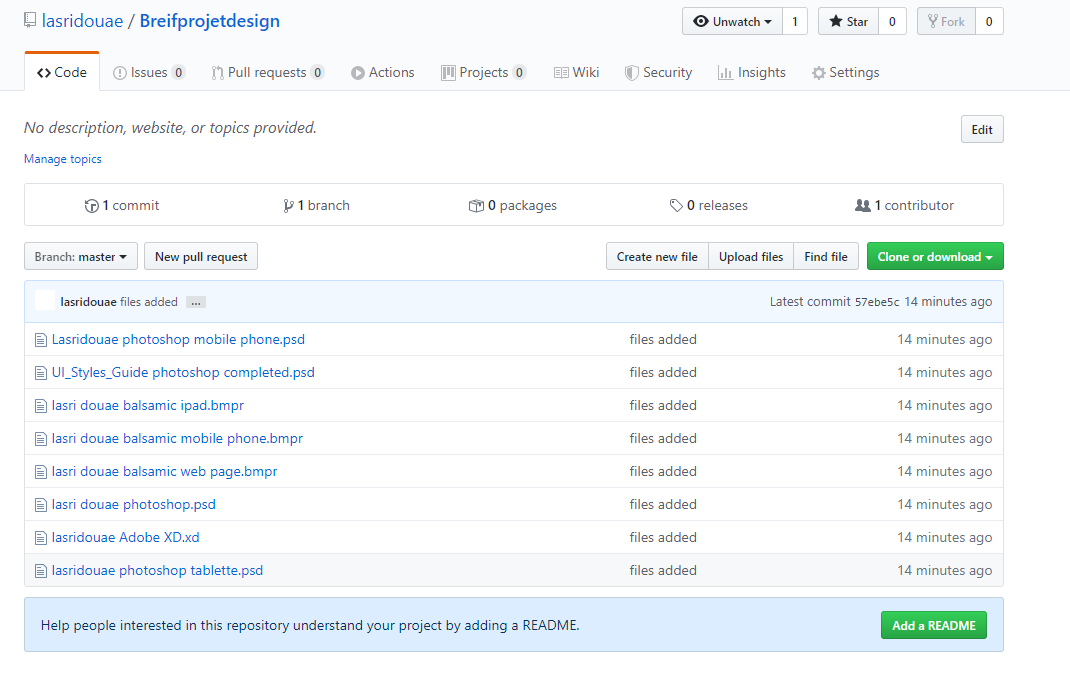 lasridouae / Breifprojetdesign
Unwatch 1 Star 0 Fork 0
Code Issues 0 Pull requests 0 Actions Projects 0 Wiki Security Insights Settings
No description, website, or topics provided. Edit
Manage topics
1 commit 1 branch 0 packages 0 releases 1 contributor
Branch: master New pull request Create new file Upload files Find file Clone or download
lasridouae files added ... Latest commit 57ebe5c 14 minutes ago
Lasridouae photoshop mobile phone.psd files added 14 minutes ago
UI_Styles_Guide photoshop completed.psd files added 14 minutes ago
lasri douae balsamic ipad.bmpr files added 14 minutes ago
lasri douae balsamic mobile phone.bmpr files added 14 minutes ago
lasri douae balsamic web page.bmpr files added 14 minutes ago
lasri douae photoshop.psd files added 14 minutes ago
lasridouae Adobe XD.xd files added 14 minutes ago
lasridouae photoshop tablette.psd files added 14 minutes ago
Help people interested in this repository understand your project by adding a README. Add a README